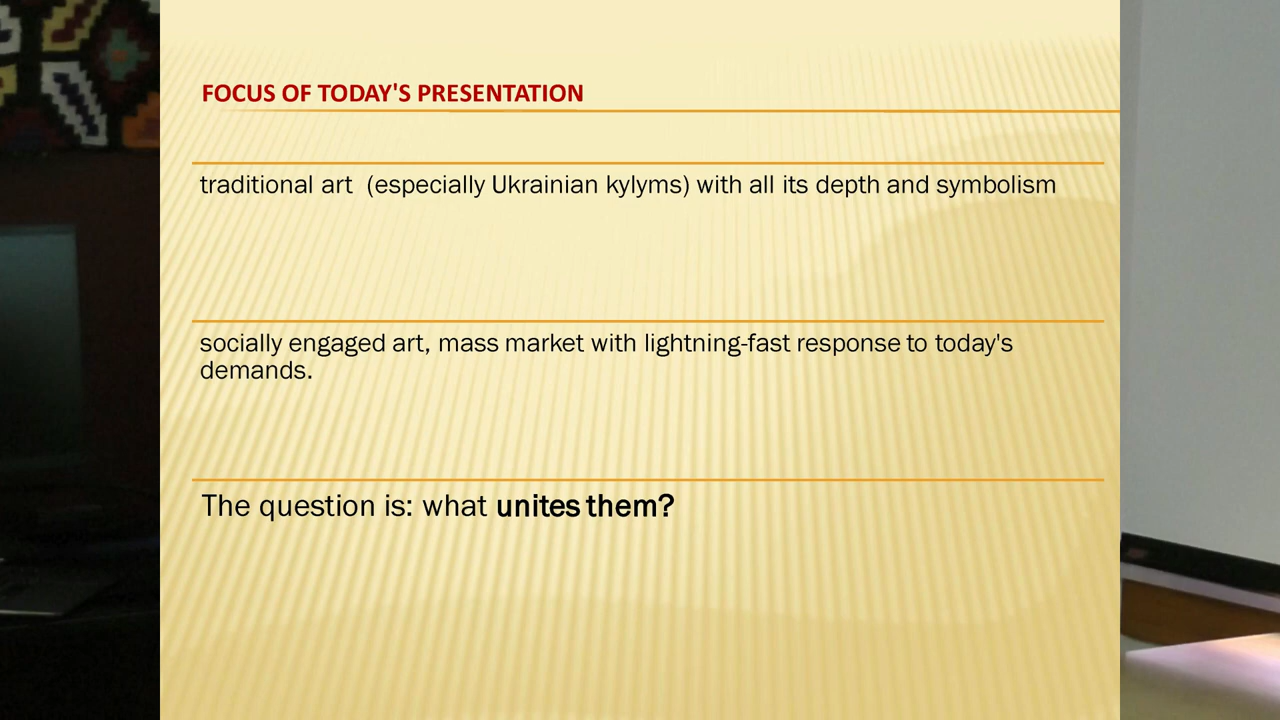 FOCUS OF TODAY'S PRESENTATION
traditional art  (especially Ukrainian kylyms) with all its depth and symbolism
socially engaged art, mass market with lightning-fast response to today's
demands.
The question is: what unites them?